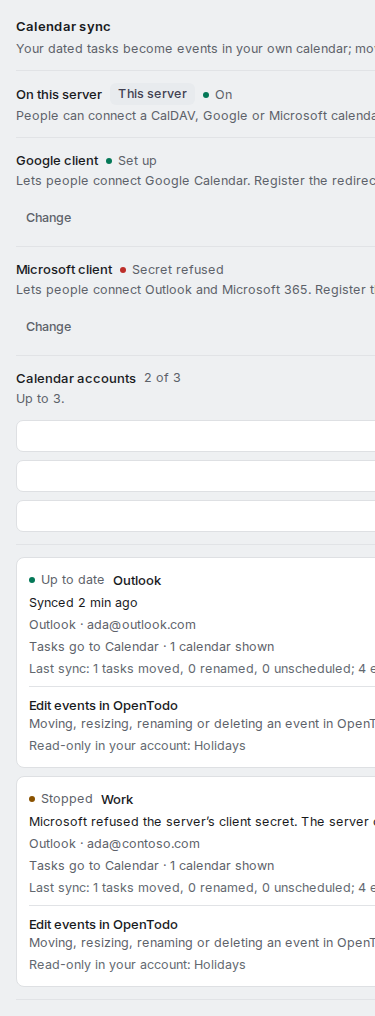 Calendar sync
Your dated tasks become events in your own calendar; mo
On this server This server On
People can connect a CalDAV, Google or Microsoft calenda
Google client Set up
Lets people connect Google Calendar. Register the redirec
Change
Microsoft client Secret refused
Lets people connect Outlook and Microsoft 365. Register t
Change
Calendar accounts 2 of 3
Up to 3.
Up to date Outlook
Synced 2 min ago
Outlook · ada@outlook.com
Tasks go to Calendar · 1 calendar shown
Last sync: 1 tasks moved, 0 renamed, 0 unscheduled; 4 e
Edit events in OpenTodo
Moving, resizing, renaming or deleting an event in OpenT
Read-only in your account: Holidays
Stopped Work
Microsoft refused the server’s client secret. The server
Outlook · ada@contoso.com
Tasks go to Calendar · 1 calendar shown
Last sync: 1 tasks moved, 0 renamed, 0 unscheduled; 4 e
Edit events in OpenTodo
Moving, resizing, renaming or deleting an event in OpenT
Read-only in your account: Holidays